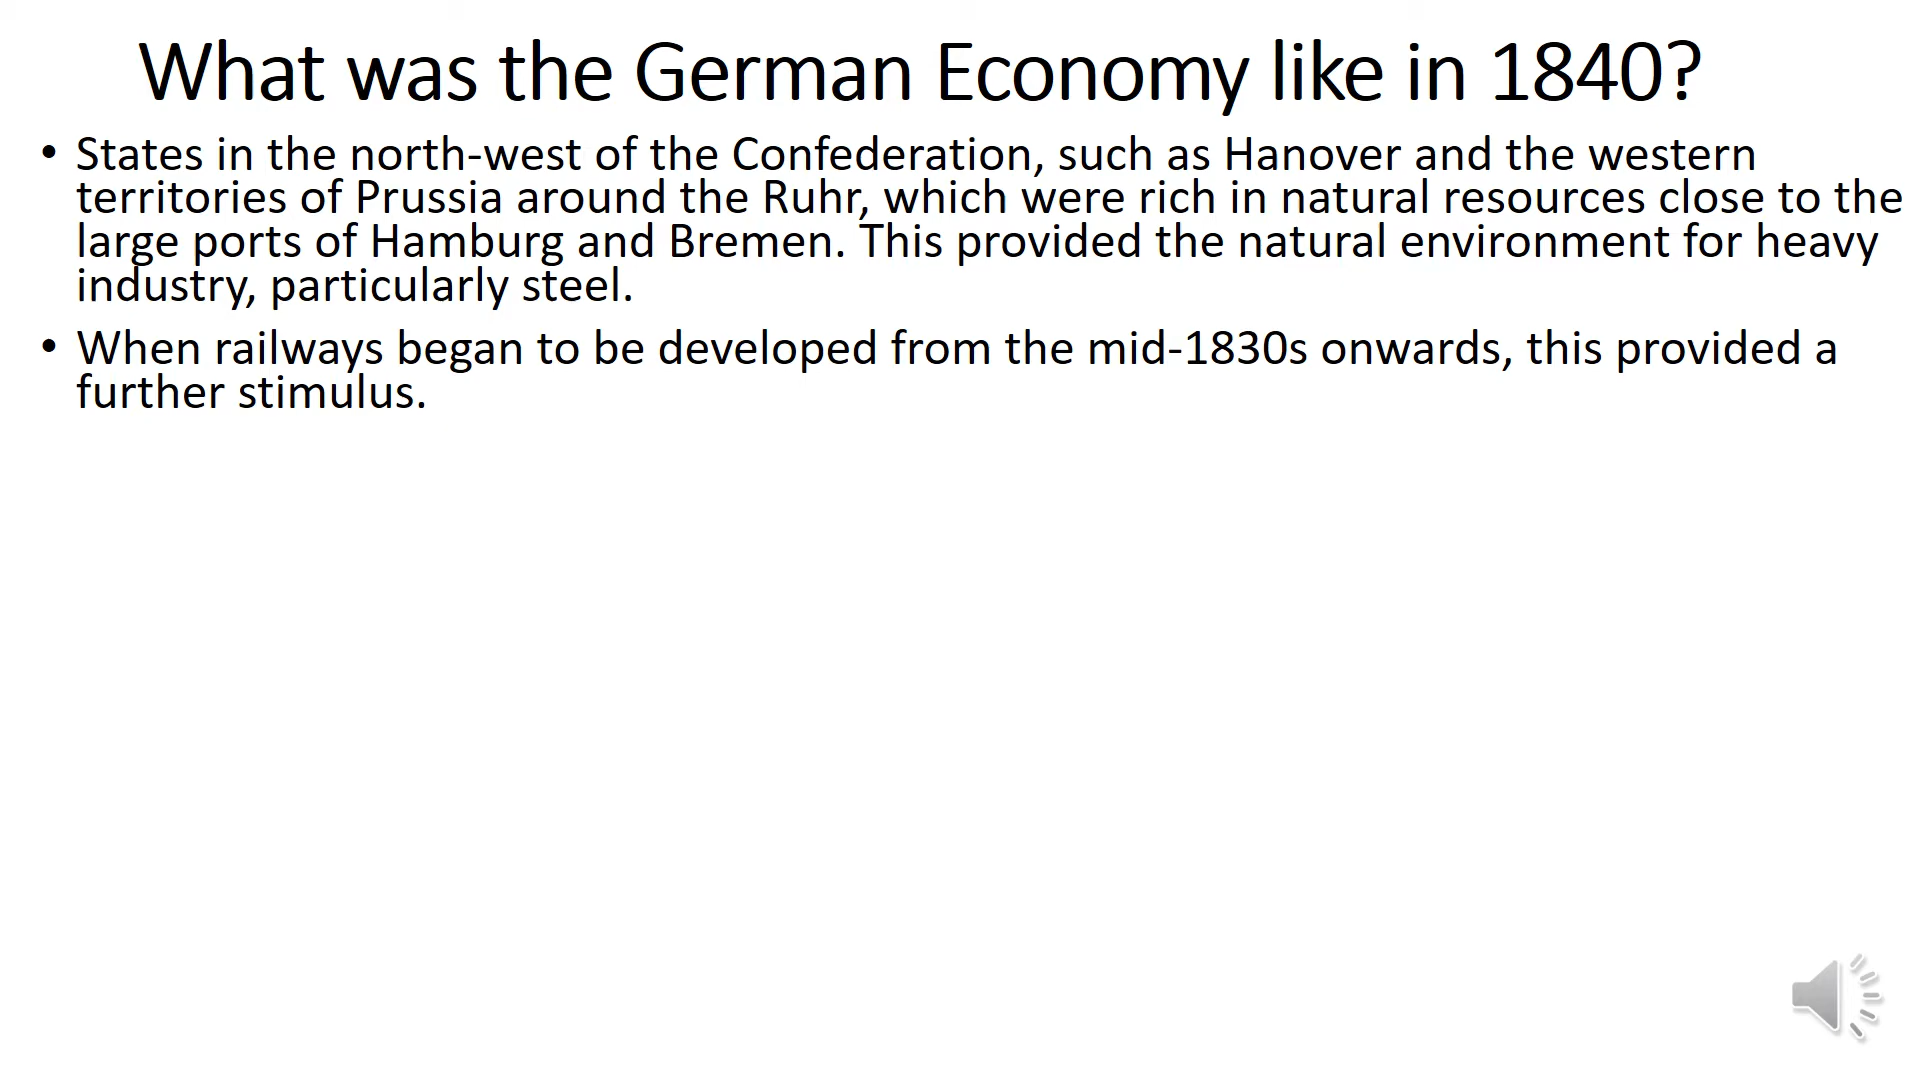 What was the German Economy like in 1840?
• States in the north-west of the Confederation, such as Hanover and the western
territories of Prussia around the Ruhr, which were rich in natural resources close to the
large ports of Hamburg and Bremen. This provided the natural environment for heavy
industry, particularly steel.
• When railways began to be developed from the mid-1830s onwards, this provided a
further stimulus.